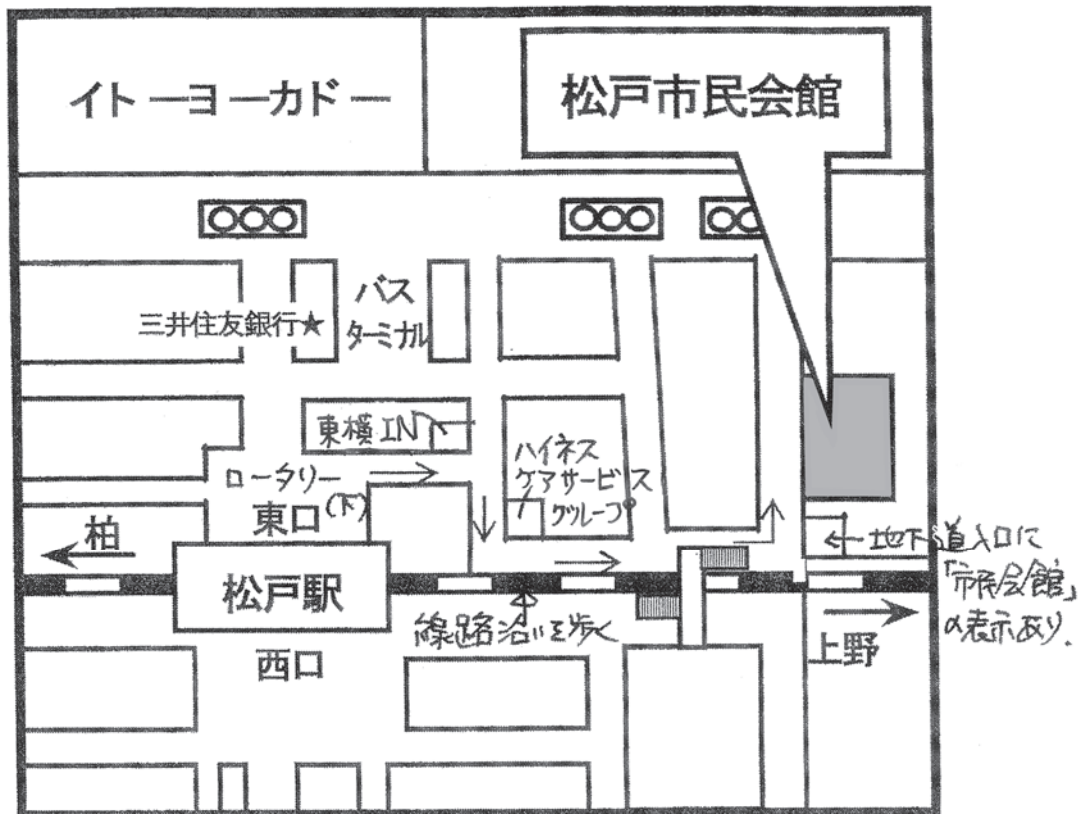 イトーヨーカドー
松戸市民会館
三井住友銀行★
バス
ターミナル
東横IN
ハイネス
ケアサービス
グループ
ロータリー
(下)
東口
柏
松戸駅
地下道入口に
「市民会館」
の表示あり.
線路沿いを歩く
西口
上野